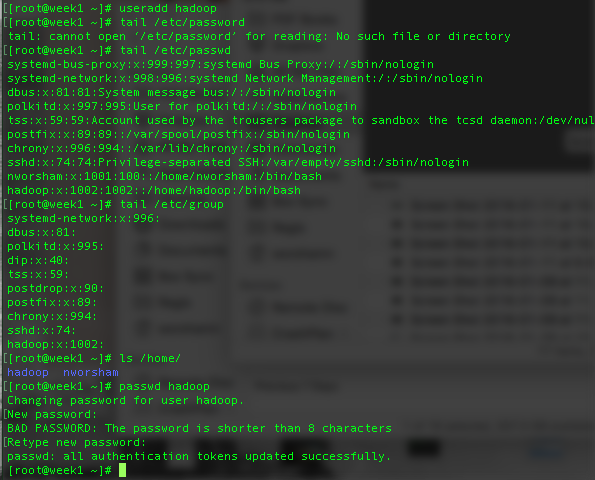 [[root@week1 ~]# useradd hadoop
[[root@week1 ~]# tail /etc/password
tail: cannot open ‘/etc/password’ for reading: No such file or directory
[[root@week1 ~]# tail /etc/passwd
systemd-bus-proxy:x:999:997:systemd Bus Proxy:/:/sbin/nologin
systemd-network:x:998:996:systemd Network Management:/:/sbin/nologin
dbus:x:81:81:System message bus:/:/sbin/nologin
polkitd:x:997:995:User for polkitd:/:/sbin/nologin
tss:x:59:59:Account used by the trousers package to sandbox the tcsd daemon:/dev/nul
postfix:x:89:89::/var/spool/postfix:/sbin/nologin
chrony:x:996:994::/var/lib/chrony:/sbin/nologin
sshd:x:74:74:Privilege-separated SSH:/var/empty/sshd:/sbin/nologin
nworsham:x:1001:100::/home/nworsham:/bin/bash
hadoop:x:1002:1002::/home/hadoop:/bin/bash
[[root@week1 ~]# tail /etc/group
systemd-network:x:996:
dbus:x:81:
polkitd:x:995:
dip:x:40:
tss:x:59:
postdrop:x:90:
postfix:x:89:
chrony:x:994:
sshd:x:74:
hadoop:x:1002:
[[root@week1 ~]# ls /home/
hadoop  nworsham
[[root@week1 ~]# passwd hadoop
Changing password for user hadoop.
[New password:
BAD PASSWORD: The password is shorter than 8 characters
[Retype new password:
passwd: all authentication tokens updated successfully.
[root@week1 ~]#